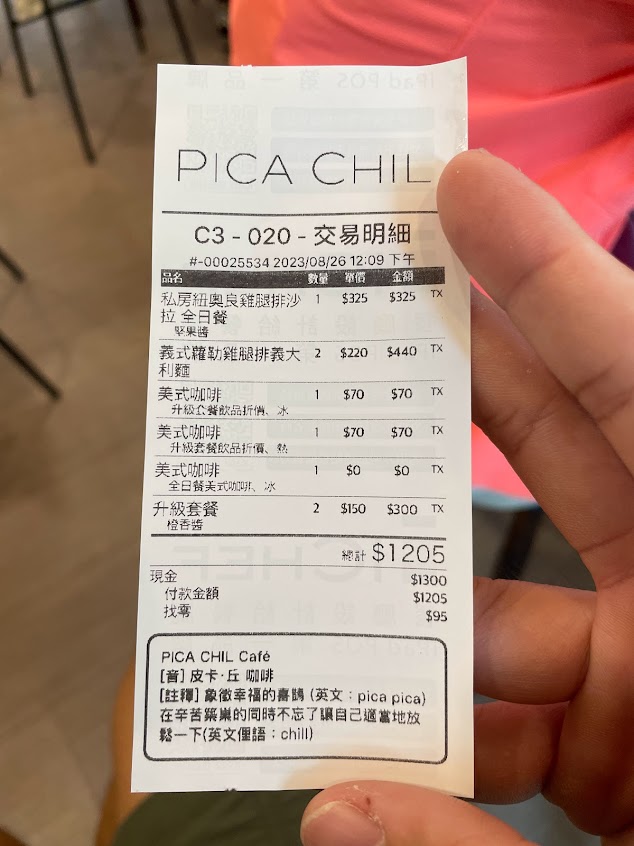 PICA CHIL
C3 - 020 - 交易明細
#-00025534 2023/08/26 12:09 下午
品名 數量 單價 金額
私房紐奧良雞腿排沙 1 $325 $325 TX
拉 全日餐
堅果醬
義式蘿勒雞腿排義大 2 $220 $440 TX
利麵
美式咖啡 1 $70 $70 TX
升級套餐飲品折價、冰
美式咖啡 1 $70 $70 TX
升級套餐飲品折價、熱
美式咖啡 1 $0 $0 TX
全日餐美式咖啡、冰
升級套餐 2 $150 $300 TX
橙香醬
總計 $1205
現金 $1300
付款金額 $1205
找零 $95
PICA CHIL Café
[音] 皮卡·丘 咖啡
[註釋] 象徵幸福的喜鵲 (英文：pica pica)
在辛苦築巢的同時不忘了讓自己適當地放
鬆一下(英文俚語：chill)